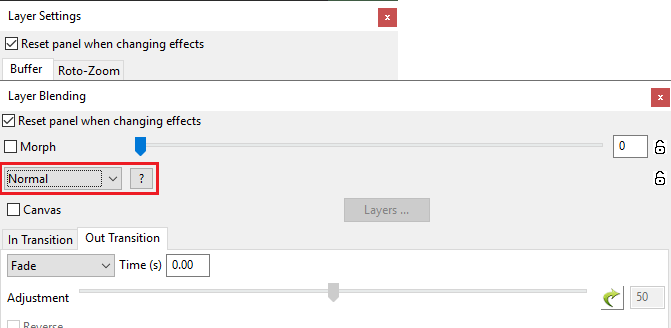 Layer Settings
x
Reset panel when changing effects
Buffer
Roto-Zoom
Layer Blending
x
Reset panel when changing effects
Morph
0
Normal
?
Canvas
Layers ...
In Transition
Out Transition
Fade
Time (s)
0.00
Adjustment
50
Reverse